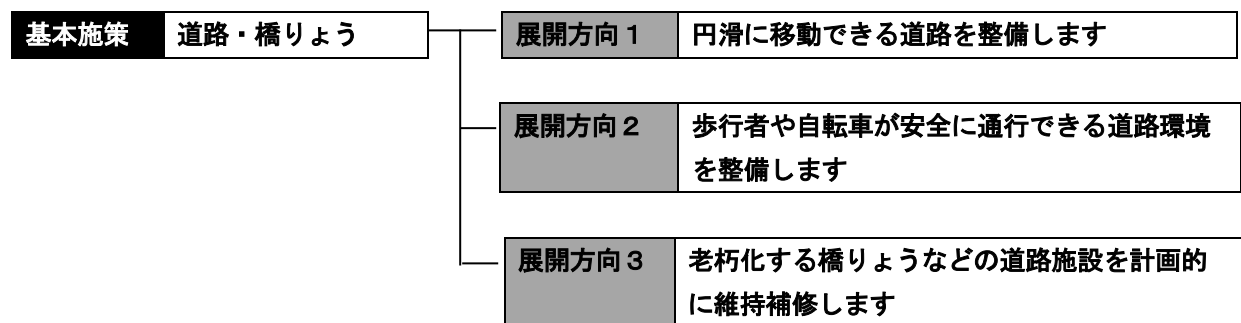 基本施策 道路・橋りょう
展開方向１ 円滑に移動できる道路を整備します
展開方向２ 歩行者や自転車が安全に通行できる道路環境
を整備します
展開方向３ 老朽化する橋りょうなどの道路施設を計画的
に維持補修します